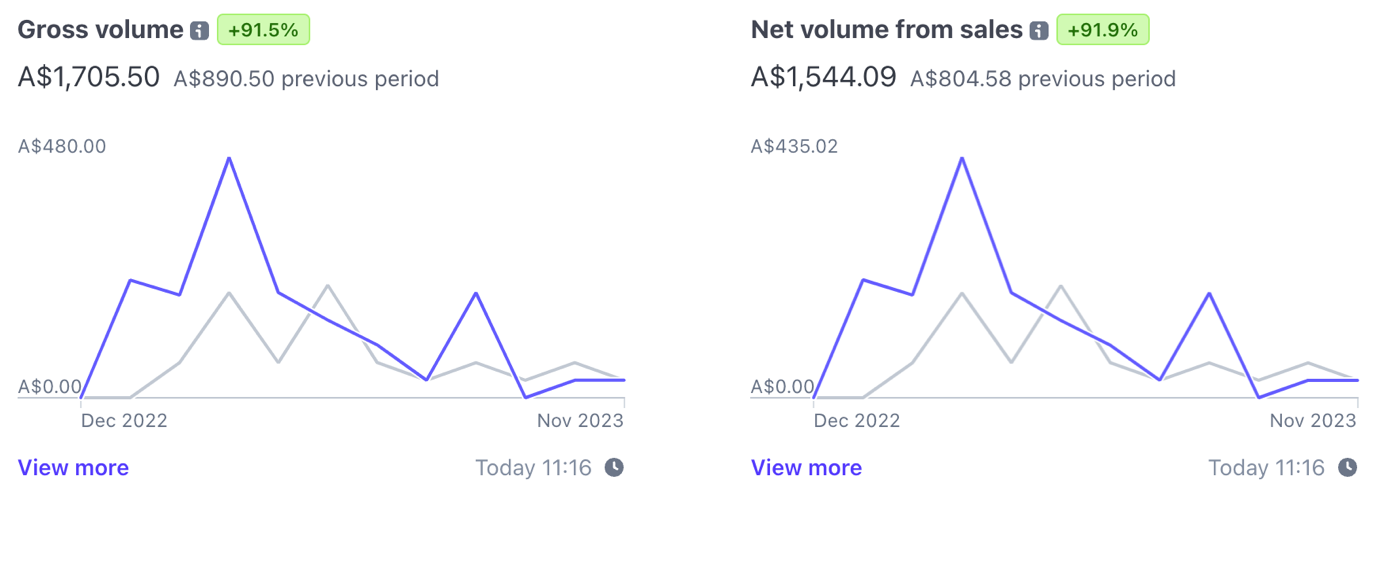 Gross volume +91.5%
A$1,705.50 A$890.50 previous period
A$480.00
A$0.00
Dec 2022 Nov 2023
View more Today 11:16
Net volume from sales +91.9%
A$1,544.09 A$804.58 previous period
A$435.02
A$0.00
Dec 2022 Nov 2023
View more Today 11:16